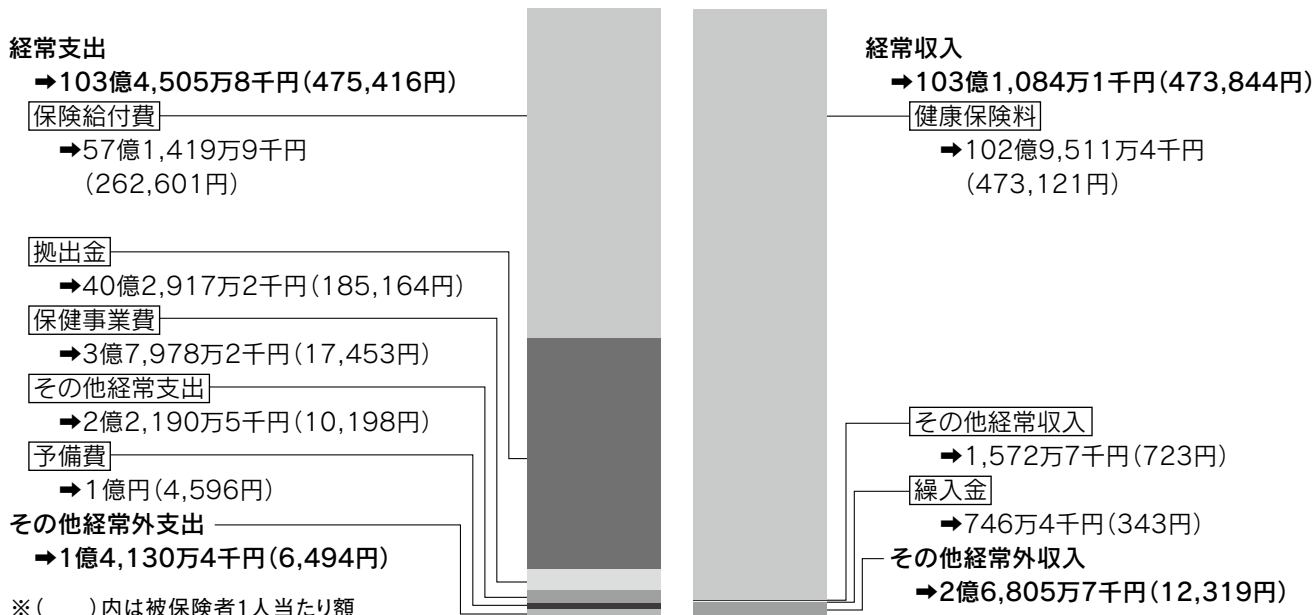 経常支出
➡103億4,505万8千円(475,416円)
保険給付費
➡57億1,419万9千円
(262,601円)
拠出金
➡40億2,917万2千円(185,164円)
保健事業費
➡3億7,978万2千円(17,453円)
その他経常支出
➡2億2,190万5千円(10,198円)
予備費
➡1億円(4,596円)
その他経常外支出
➡1億4,130万4千円(6,494円)
※(　　)内は被保険者1人当たり額
経常収入
➡103億1,084万1千円(473,844円)
健康保険料
➡102億9,511万4千円
(473,121円)
その他経常収入
➡1,572万7千円(723円)
繰入金
➡746万4千円(343円)
その他経常外収入
➡2億6,805万7千円(12,319円)